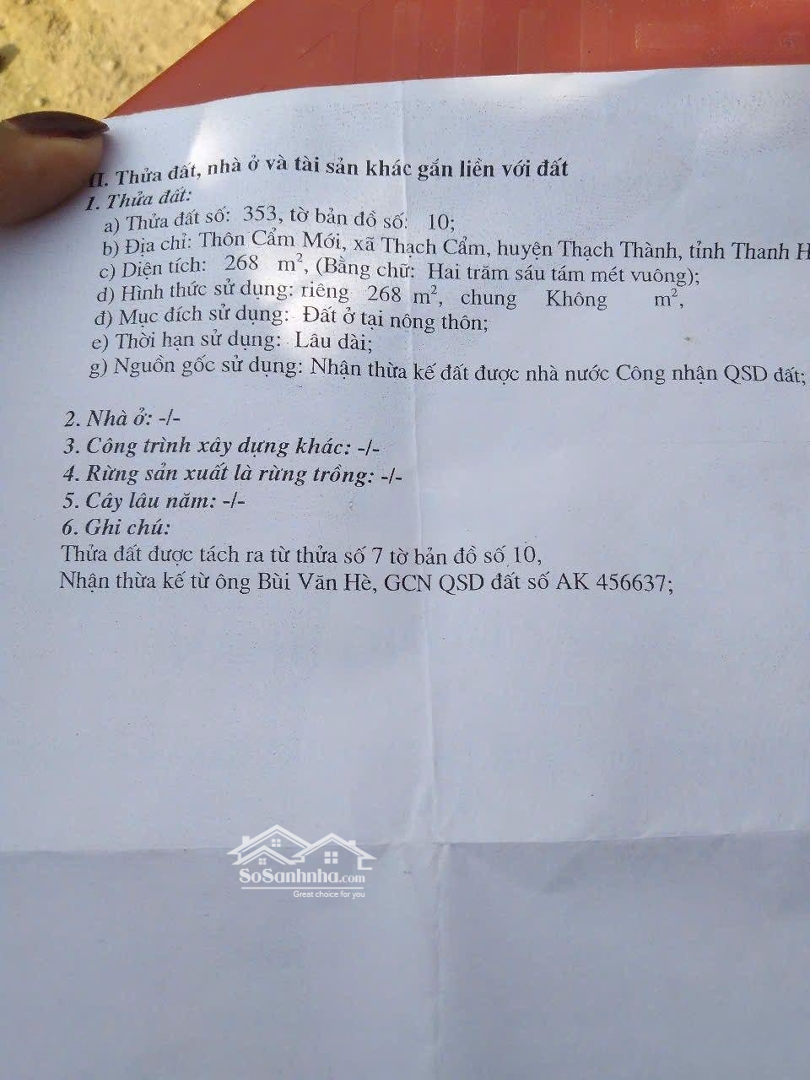 II. Thửa đất, nhà ở và tài sản khác gắn liền với đất
1. Thửa đất:
a) Thửa đất số: 353, tờ bản đồ số: 10;
b) Địa chỉ: Thôn Cẩm Mới, xã Thạch Cẩm, huyện Thạch Thành, tỉnh Thanh H
c) Diện tích: 268 m², (Bằng chữ: Hai trăm sáu tám mét vuông);
d) Hình thức sử dụng: riêng 268 m², chung Không m²,
đ) Mục đích sử dụng: Đất ở tại nông thôn;
e) Thời hạn sử dụng: Lâu dài;
g) Nguồn gốc sử dụng: Nhận thừa kế đất được nhà nước Công nhận QSD đất;
2. Nhà ở: -/-
3. Công trình xây dựng khác: -/-
4. Rừng sản xuất là rừng trồng: -/-
5. Cây lâu năm: -/-
6. Ghi chú:
Thửa đất được tách ra từ thửa số 7 tờ bản đồ số 10,
Nhận thừa kế từ ông Bùi Văn Hè, GCN QSD đất số AK 456637;
SoSanhnha.com
Great choice for you